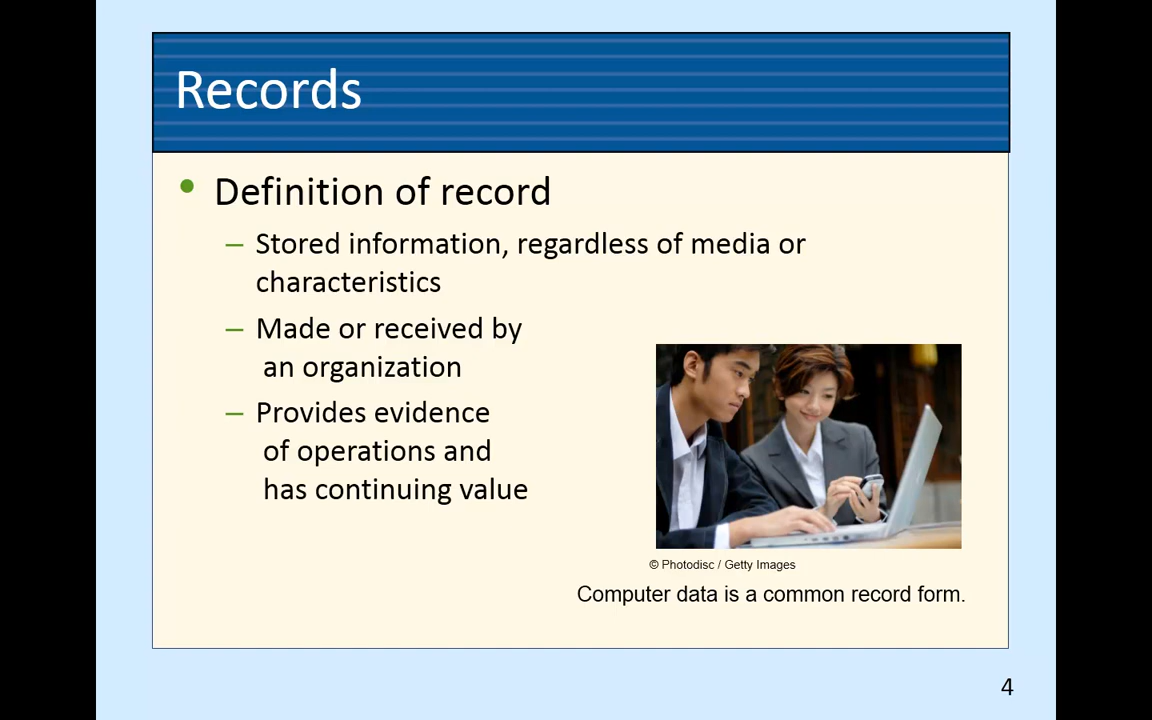 Records
• Definition of record
– Stored information, regardless of media or
characteristics
– Made or received by
an organization
– Provides evidence
of operations and
has continuing value
© Photodisc / Getty Images
Computer data is a common record form.
4